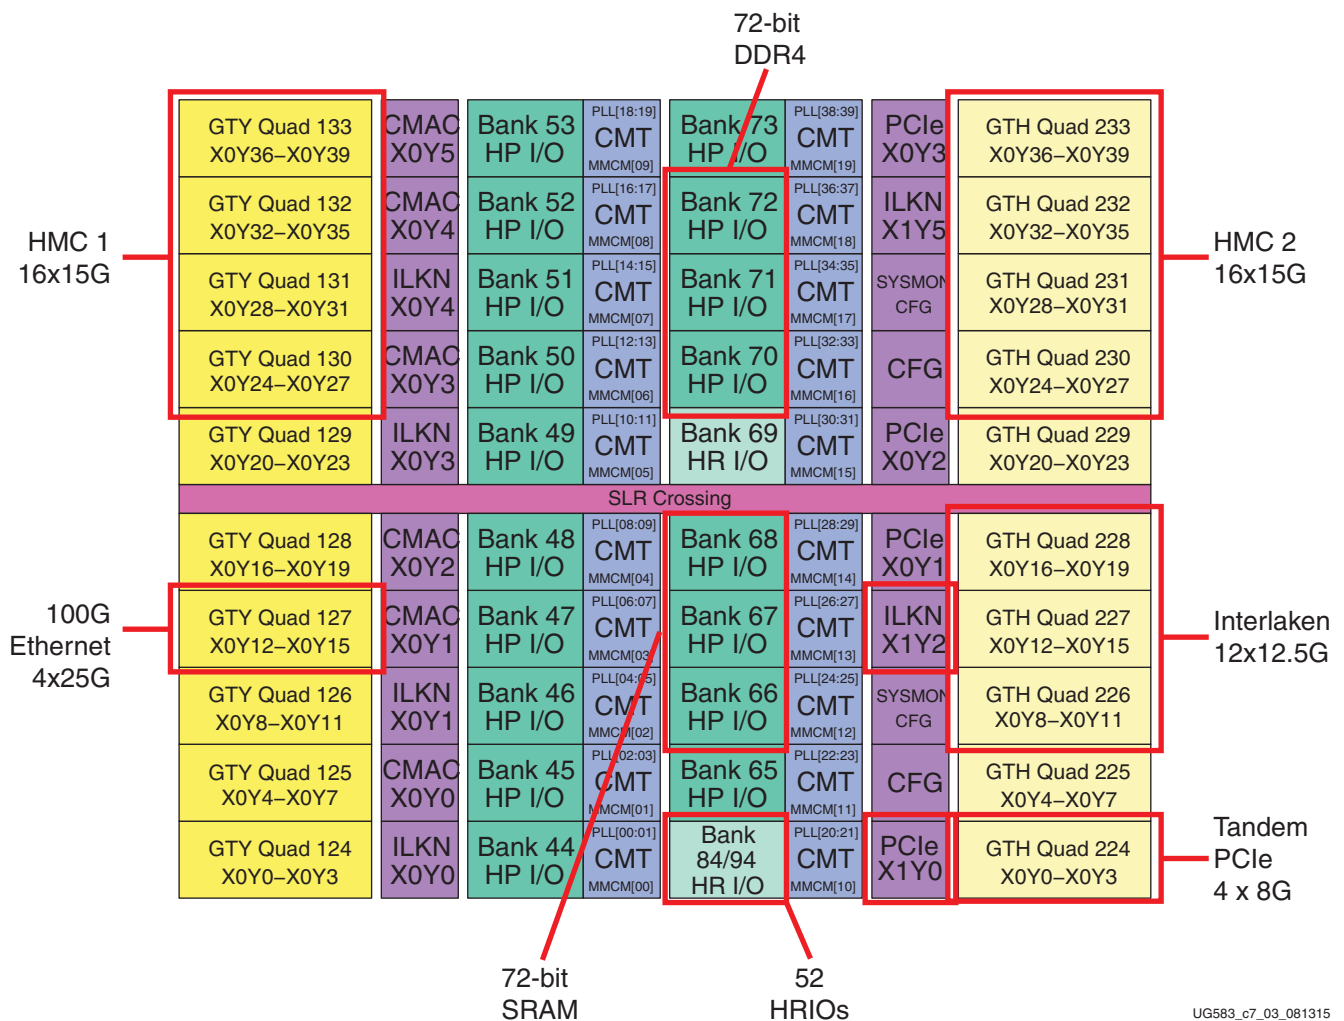 72-bit
DDR4
GTY Quad 133
X0Y36–X0Y39
CMAC
X0Y5
Bank 53
HP I/O
PLL[18:19]
CMT
MMCM[09]
Bank 73
HP I/O
PLL[38:39]
CMT
MMCM[19]
PCIe
X0Y3
GTH Quad 233
X0Y36–X0Y39
GTY Quad 132
X0Y32–X0Y35
CMAC
X0Y4
Bank 52
HP I/O
PLL[16:17]
CMT
MMCM[08]
Bank 72
HP I/O
PLL[36:37]
CMT
MMCM[18]
ILKN
X1Y5
GTH Quad 232
X0Y32–X0Y35
HMC 1
16x15G
HMC 2
16x15G
GTY Quad 131
X0Y28–X0Y31
ILKN
X0Y4
Bank 51
HP I/O
PLL[14:15]
CMT
MMCM[07]
Bank 71
HP I/O
PLL[34:35]
CMT
MMCM[17]
SYSMON
CFG
GTH Quad 231
X0Y28–X0Y31
GTY Quad 130
X0Y24–X0Y27
CMAC
X0Y3
Bank 50
HP I/O
PLL[12:13]
CMT
MMCM[06]
Bank 70
HP I/O
PLL[32:33]
CMT
MMCM[16]
CFG
GTH Quad 230
X0Y24–X0Y27
GTY Quad 129
X0Y20–X0Y23
ILKN
X0Y3
Bank 49
HP I/O
PLL[10:11]
CMT
MMCM[05]
Bank 69
HR I/O
PLL[30:31]
CMT
MMCM[15]
PCIe
X0Y2
GTH Quad 229
X0Y20–X0Y23
SLR Crossing
GTY Quad 128
X0Y16–X0Y19
CMAC
X0Y2
Bank 48
HP I/O
PLL[08:09]
CMT
MMCM[04]
Bank 68
HP I/O
PLL[28:29]
CMT
MMCM[14]
PCIe
X0Y1
GTH Quad 228
X0Y16–X0Y19
100G
Ethernet
4x25G
GTY Quad 127
X0Y12–X0Y15
CMAC
X0Y1
Bank 47
HP I/O
PLL[06:07]
CMT
MMCM[03]
Bank 67
HP I/O
PLL[26:27]
CMT
MMCM[13]
ILKN
X1Y2
GTH Quad 227
X0Y12–X0Y15
Interlaken
12x12.5G
GTY Quad 126
X0Y8–X0Y11
ILKN
X0Y1
Bank 46
HP I/O
PLL[04:05]
CMT
MMCM[02]
Bank 66
HP I/O
PLL[24:25]
CMT
MMCM[12]
SYSMON
CFG
GTH Quad 226
X0Y8–X0Y11
GTY Quad 125
X0Y4–X0Y7
CMAC
X0Y0
Bank 45
HP I/O
PLL[02:03]
CMT
MMCM[01]
Bank 65
HP I/O
PLL[22:23]
CMT
MMCM[11]
CFG
GTH Quad 225
X0Y4–X0Y7
GTY Quad 124
X0Y0–X0Y3
ILKN
X0Y0
Bank 44
HP I/O
PLL[00:01]
CMT
MMCM[00]
Bank
84/94
HR I/O
PLL[20:21]
CMT
MMCM[10]
PCIe
X1Y0
GTH Quad 224
X0Y0–X0Y3
Tandem
PCIe
4 x 8G
72-bit
SRAM
52
HRIOs
UG583_c7_03_081315